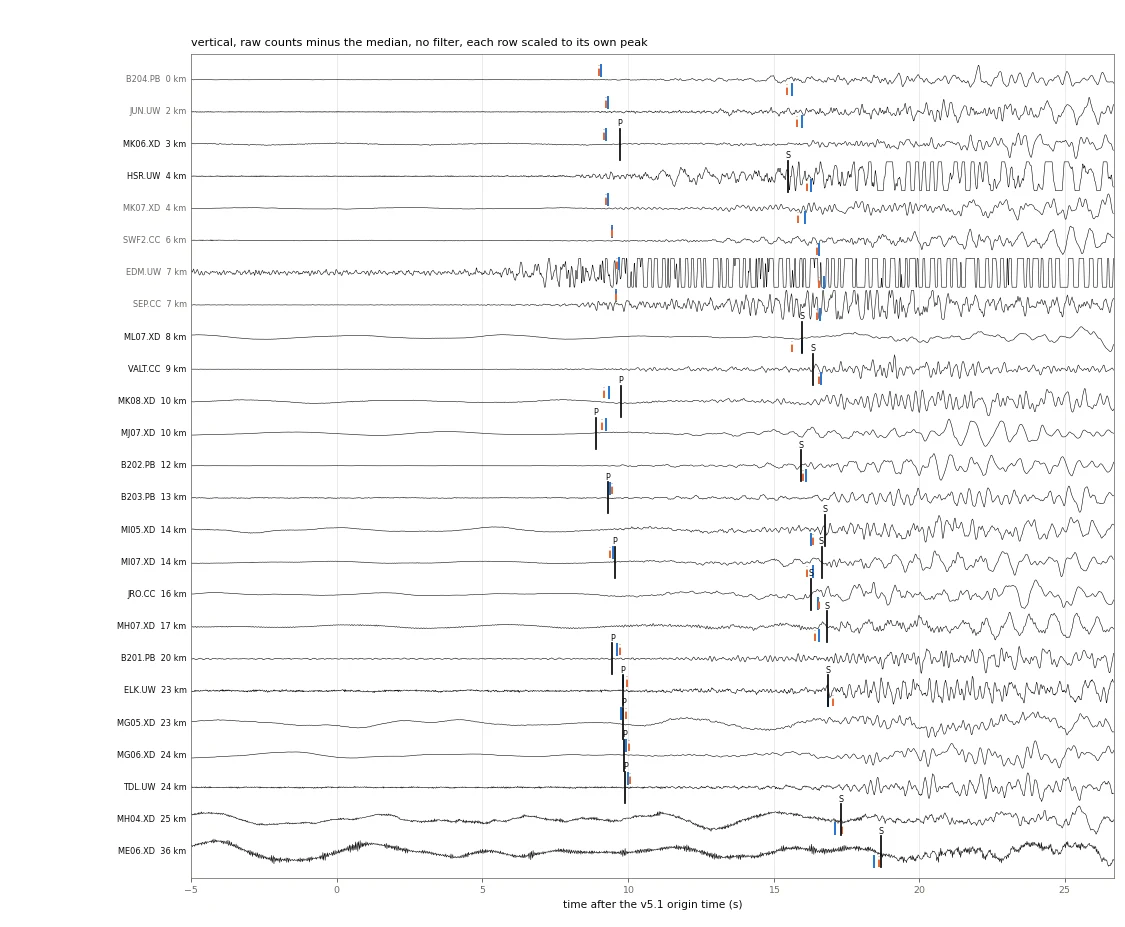 vertical, raw counts minus the median, no filter, each row scaled to its own peak
B204.PB 0 km
JUN.UW 2 km
P
MK06.XD 3 km
S
HSR.UW 4 km
MK07.XD 4 km
SWF2.CC 6 km
EDM.UW 7 km
SEP.CC 7 km
S
ML07.XD 8 km
S
VALT.CC 9 km
P
MK08.XD 10 km
P
MJ07.XD 10 km
S
B202.PB 12 km
P
B203.PB 13 km
S
MI05.XD 14 km
P S
MI07.XD 14 km
S
JRO.CC 16 km
S
MH07.XD 17 km
P
B201.PB 20 km
P S
ELK.UW 23 km
P
MG05.XD 23 km
P
MG06.XD 24 km
P
TDL.UW 24 km
S
MH04.XD 25 km
S
ME06.XD 36 km
−5 0 5 10 15 20 25
time after the v5.1 origin time (s)